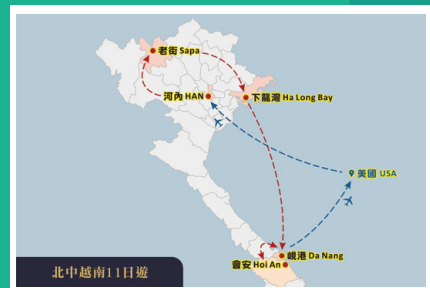 老街 Sapa
河內 HAN
下龍灣 Ha Long Bay
美國 USA
峴港 Da Nang
會安 Hoi An
北中越南11日遊